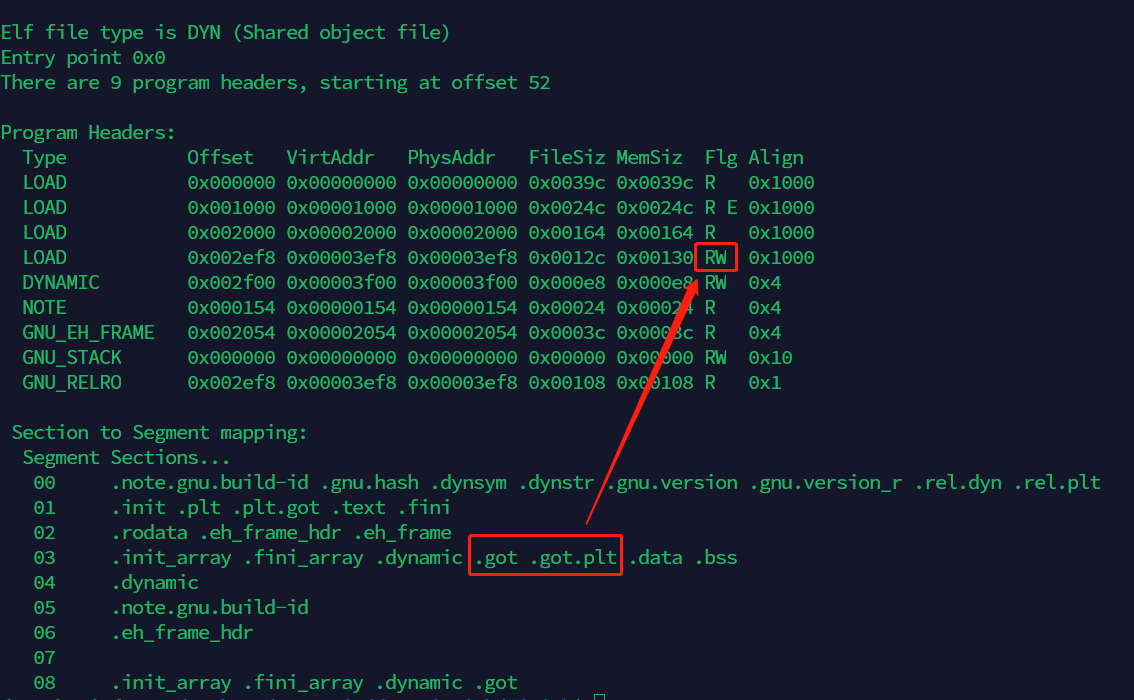 Elf file type is DYN (Shared object file)
Entry point 0x0
There are 9 program headers, starting at offset 52
Program Headers:
Type Offset VirtAddr PhysAddr FileSiz MemSiz Flg Align
LOAD 0x000000 0x00000000 0x00000000 0x0039c 0x0039c R 0x1000
LOAD 0x001000 0x00001000 0x00001000 0x0024c 0x0024c R E 0x1000
LOAD 0x002000 0x00002000 0x00002000 0x00164 0x00164 R 0x1000
LOAD 0x002ef8 0x00003ef8 0x00003ef8 0x0012c 0x00130 RW 0x1000
DYNAMIC 0x002f00 0x00003f00 0x00003f00 0x000e8 0x000e8 RW 0x4
NOTE 0x000154 0x00000154 0x00000154 0x00024 0x00024 R 0x4
GNU_EH_FRAME 0x002054 0x00002054 0x00002054 0x0003c 0x0003c R 0x4
GNU_STACK 0x000000 0x00000000 0x00000000 0x00000 0x00000 RW 0x10
GNU_RELRO 0x002ef8 0x00003ef8 0x00003ef8 0x00108 0x00108 R 0x1
Section to Segment mapping:
Segment Sections...
00 .note.gnu.build-id .gnu.hash .dynsym .dynstr .gnu.version .gnu.version_r .rel.dyn .rel.plt
01 .init .plt .plt.got .text .fini
02 .rodata .eh_frame_hdr .eh_frame
03 .init_array .fini_array .dynamic .got .got.plt .data .bss
04 .dynamic
05 .note.gnu.build-id
06 .eh_frame_hdr
07
08 .init_array .fini_array .dynamic .got